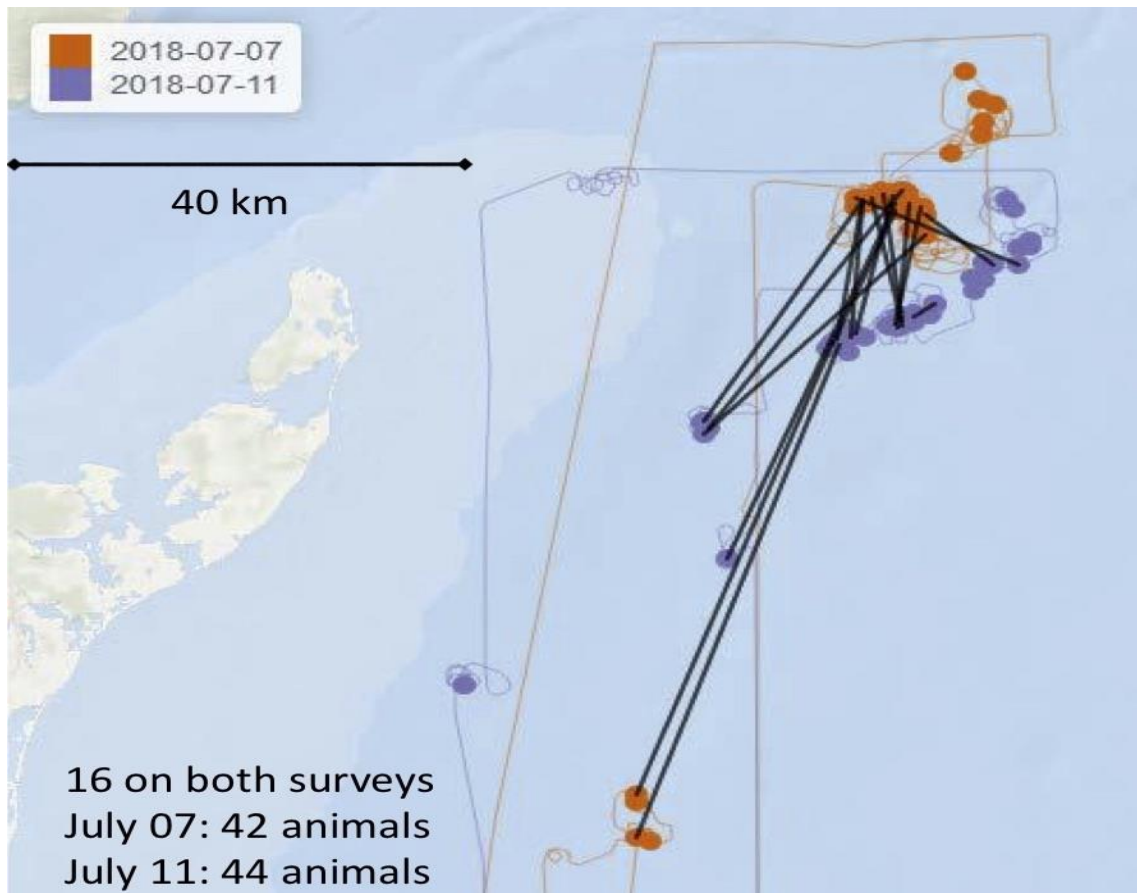 2018-07-07
2018-07-11
40 km
16 on both surveys
July 07: 42 animals
July 11: 44 animals